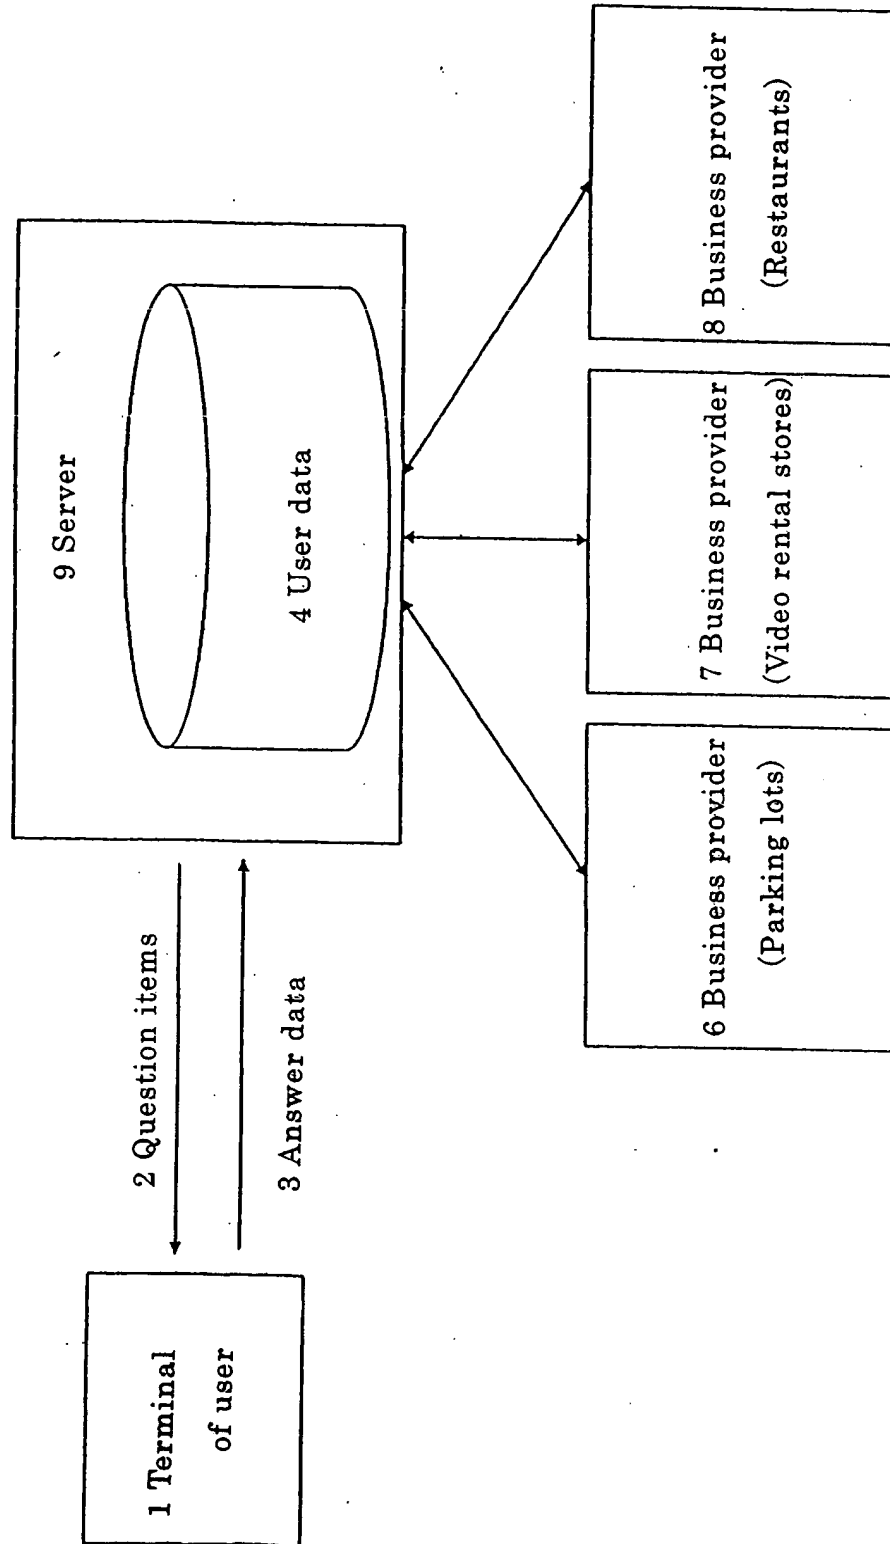 9 Server
4 User data
2 Question items
3 Answer data
1 Terminal
of user
6 Business provider
(Parking lots)
7 Business provider
(Video rental stores)
8 Business provider
(Restaurants)